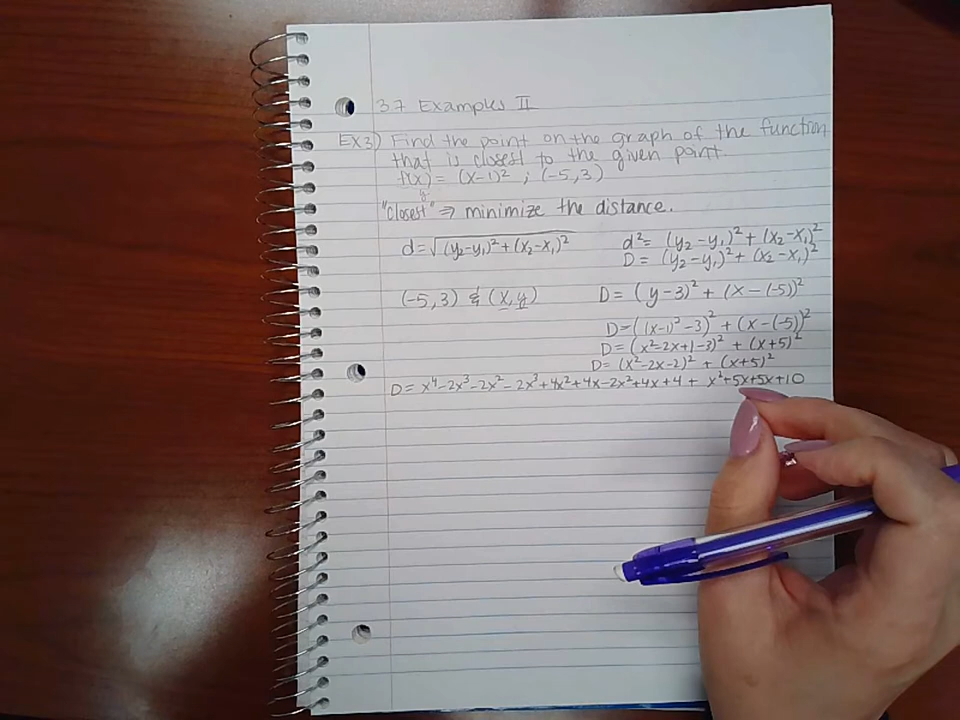 3.7 Examples II
EX3) Find the point on the graph of the function
that is closest to the given point.
f(x) = (x-1)² ; (-5,3)
y
"closest" ⇒ minimize the distance.
d = √(y₂-y₁)² + (x₂-x₁)²
d² = (y₂-y₁)² + (x₂-x₁)²
D = (y₂-y₁)² + (x₂-x₁)²
(-5,3) & (x,y)
D = (y-3)² + (x-(-5))²
D = ((x-1)²-3)² + (x-(-5))²
D = (x²-2x+1-3)² + (x+5)²
D = (x²-2x-2)² + (x+5)²
D = x⁴-2x³-2x²-2x³+4x²+4x-2x²+4x+4 + x²+5x+5x+10